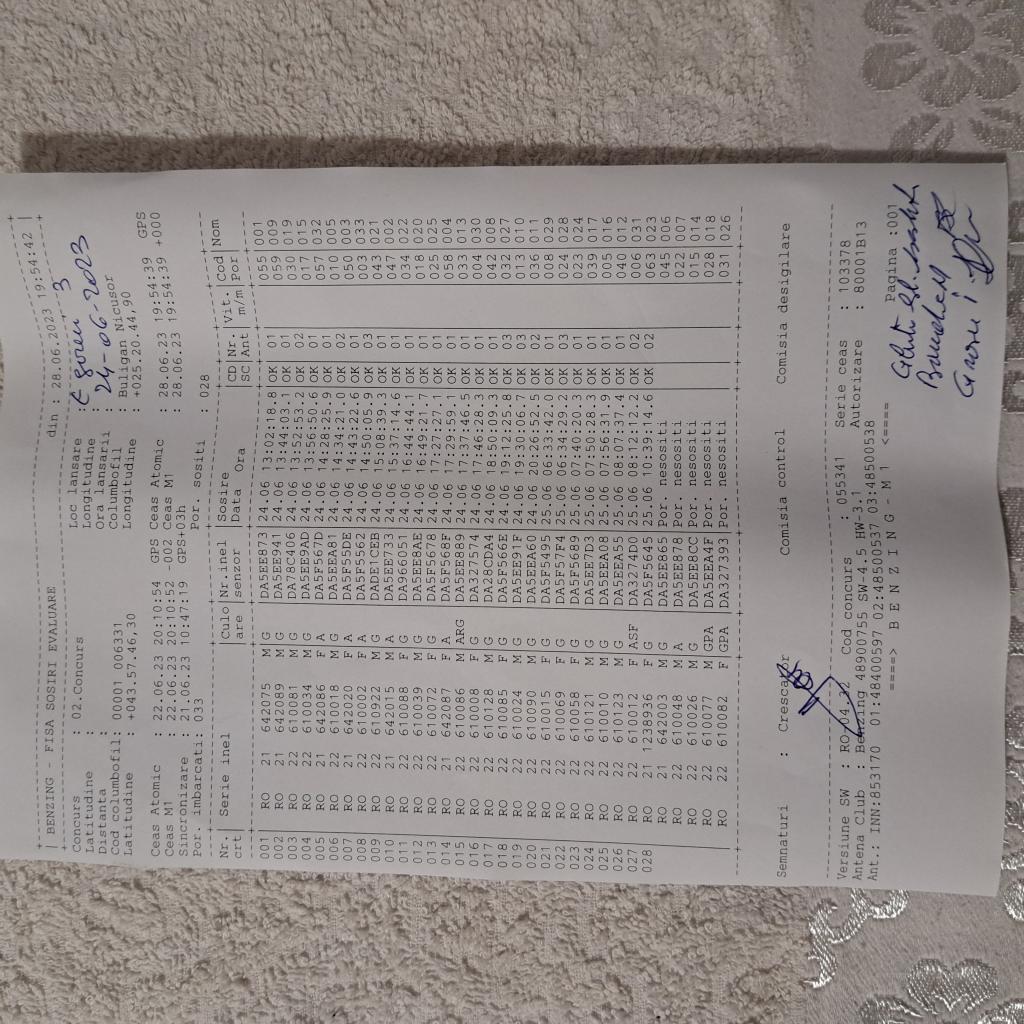 | BENZING - FISA SOSIRI EVALUARE din : 28.06.2023 19:54:42 |
Concurs : 02.Concurs Loc lansare : 3
Latitudine : Longitudine :
Distanta : Ora lansarii : 24-06-2023
Cod columbofil: 00001 006331 Columbofil : Buligan Nicusor
Latitudine : +043.57.46,30 Longitudine : +025.20.44,90
Ceas Atomic : 22.06.23 20:10:54 GPS Ceas Atomic : 28.06.23 19:54:39 GPS
Ceas M1 : 22.06.23 20:10:52 -002 Ceas M1 : 28.06.23 19:54:39 +000
Sincronizare : 21.06.23 10:47:19 GPS+03h
Por. imbarcati: 033 Por. sositi : 028
Nr. | Serie inel |Culo|Nr.inel |Sosire |CD|Nr.|Vit.|Cod|Nom
crt | |are |senzor |Data Ora |SC|Ant|m/m |Por|
001 RO 21 642075 M G DA5EE873 24.06 13:02:18.8 OK 01 055 001
002 RO 21 642089 M G DA5EE941 24.06 13:44:03.1 OK 01 059 009
003 RO 22 610081 M G DA78C406 24.06 13:52:53.2 OK 02 030 019
004 RO 22 610034 M G DA5EE9AD 24.06 13:56:50.6 OK 01 017 015
005 RO 21 642086 F A DA5F567D 24.06 14:28:25.9 OK 01 057 032
006 RO 22 610018 M G DA5EEA81 24.06 14:34:21.0 OK 01 010 005
007 RO 21 642020 F A DA5F55DE 24.06 14:43:22.6 OK 02 050 003
008 RO 22 610002 F A DA5F5562 24.06 14:50:05.9 OK 01 003 033
009 RO 22 610922 M G ADE1CEB 24.06 15:08:39.3 OK 03 043 021
010 RO 21 642015 M A DA5EE733 24.06 15:37:14.6 OK 01 047 002
011 RO 22 610088 F G DA966051 24.06 16:44:44.1 OK 01 034 022
012 RO 22 610039 M G DA5EE8AE 24.06 16:49:21.7 OK 01 018 020
013 RO 22 610072 F G DA5F5678 24.06 17:27:27.1 OK 01 025 025
014 RO 21 642087 F A DA5F568F 24.06 17:29:59.1 OK 01 058 004
015 RO 22 610086 M ARG DA5EE889 24.06 17:37:46.5 OK 01 033 013
016 RO 22 610008 F G DA327574 24.06 17:46:28.3 OK 01 004 030
017 RO 22 610128 M G DA28CDA4 24.06 18:50:09.3 OK 01 042 008
018 RO 22 610085 F G DA5F566E 24.06 19:12:25.8 OK 03 032 027
019 RO 22 610024 M G DA5EE91F 24.06 19:30:06.7 OK 03 013 010
020 RO 22 610099 M G DA5EEA60 24.06 20:26:52.5 OK 02 036 011
021 RO 22 610015 F G DA5F5495 25.06 06:33:42.0 OK 01 008 029
022 RO 22 610069 F G DA5F57F4 25.06 06:34:29.2 OK 03 024 028
023 RO 22 610058 F G DA5F5689 25.06 07:40:20.3 OK 01 023 024
024 RO 22 610121 M G DA5EE7D3 25.06 07:50:28.3 OK 01 039 017
025 RO 22 610010 M G DA5EEA08 25.06 07:56:31.9 OK 01 005 016
026 RO 22 610123 M G DA5EEA55 25.06 08:07:37.4 OK 01 040 012
027 RO 22 610012 F ASF DA3274D0 25.06 08:12:12.2 OK 02 006 031
028 RO 21 1238936 F G DA5F5645 25.06 10:39:14.6 OK 02 063 023
RO 21 642003 M G DA5EE865 Por. nesositi 045 006
RO 22 610048 M A DA5EE878 Por. nesositi 022 007
RO 22 610026 M G DA5EE8CC Por. nesositi 015 014
RO 22 610077 M GPA DA5EEA4F Por. nesositi 028 018
RO 22 610082 F GPA DA327393 Por. nesositi 031 026
Semnaturi : Crescator Comisia control Comisia desigilare
Versiune SW : RO-04.32 Cod concurs : 055341 Serie ceas : 103378
Antena Club : Benzing 48900755 SW-4.5 HW-3.1 Autorizare : 80001B13
Ant.: INN:853170 01:48400597 02:48500537 03:48500538
====> B E N Z I N G - M 1 <==== Pagina :001